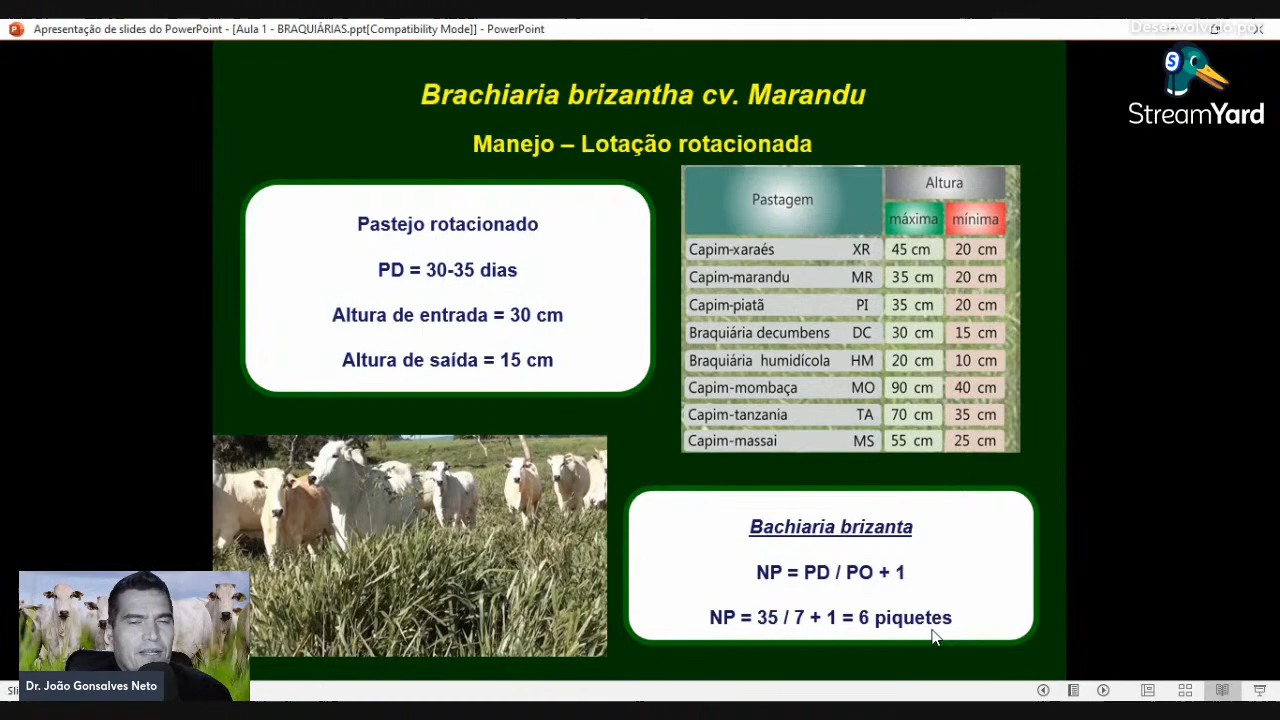 Apresentação de slides do PowerPoint - [Aula 1 - BRAQUIÁRIAS.ppt[Compatibility Mode]] - PowerPoint
Desenvolvido por
StreamYard
Brachiaria brizantha cv. Marandu
Manejo – Lotação rotacionada
Pastejo rotacionado
PD = 30-35 dias
Altura de entrada = 30 cm
Altura de saída = 15 cm
Pastagem Altura
máxima mínima
Capim-xaraés XR 45 cm 20 cm
Capim-marandu MR 35 cm 20 cm
Capim-piatã PI 35 cm 20 cm
Braquiária decumbens DC 30 cm 15 cm
Braquiária humidícola HM 20 cm 10 cm
Capim-mombaça MO 90 cm 40 cm
Capim-tanzania TA 70 cm 35 cm
Capim-massai MS 55 cm 25 cm
Bachiaria brizanta
NP = PD / PO + 1
NP = 35 / 7 + 1 = 6 piquetes
Dr. João Gonsalves Neto